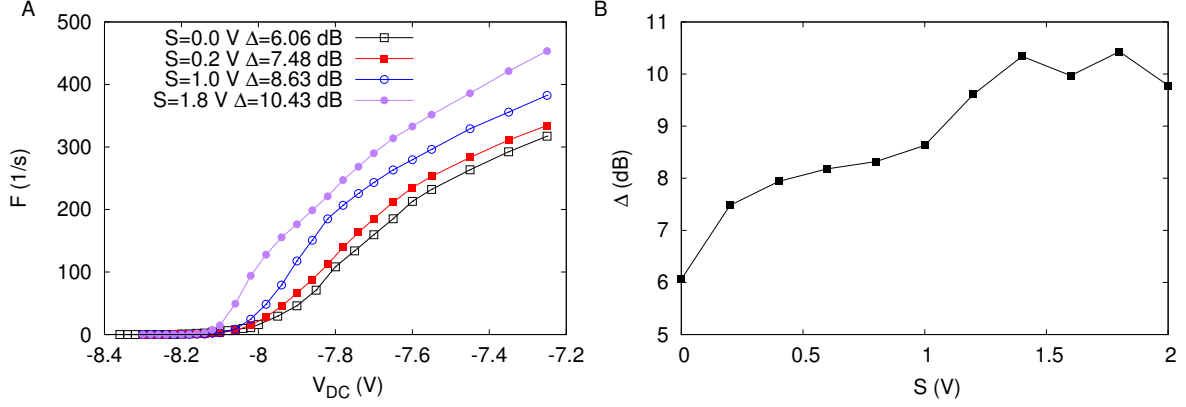 A
500
400
300
200
100
0
F (1/s)
S=0.0 V Δ=6.06 dB
S=0.2 V Δ=7.48 dB
S=1.0 V Δ=8.63 dB
S=1.8 V Δ=10.43 dB
-8.4 -8.2 -8 -7.8 -7.6 -7.4 -7.2
V_DC (V)
B
11
10
9
8
7
6
5
Δ (dB)
0 0.5 1 1.5 2
S (V)